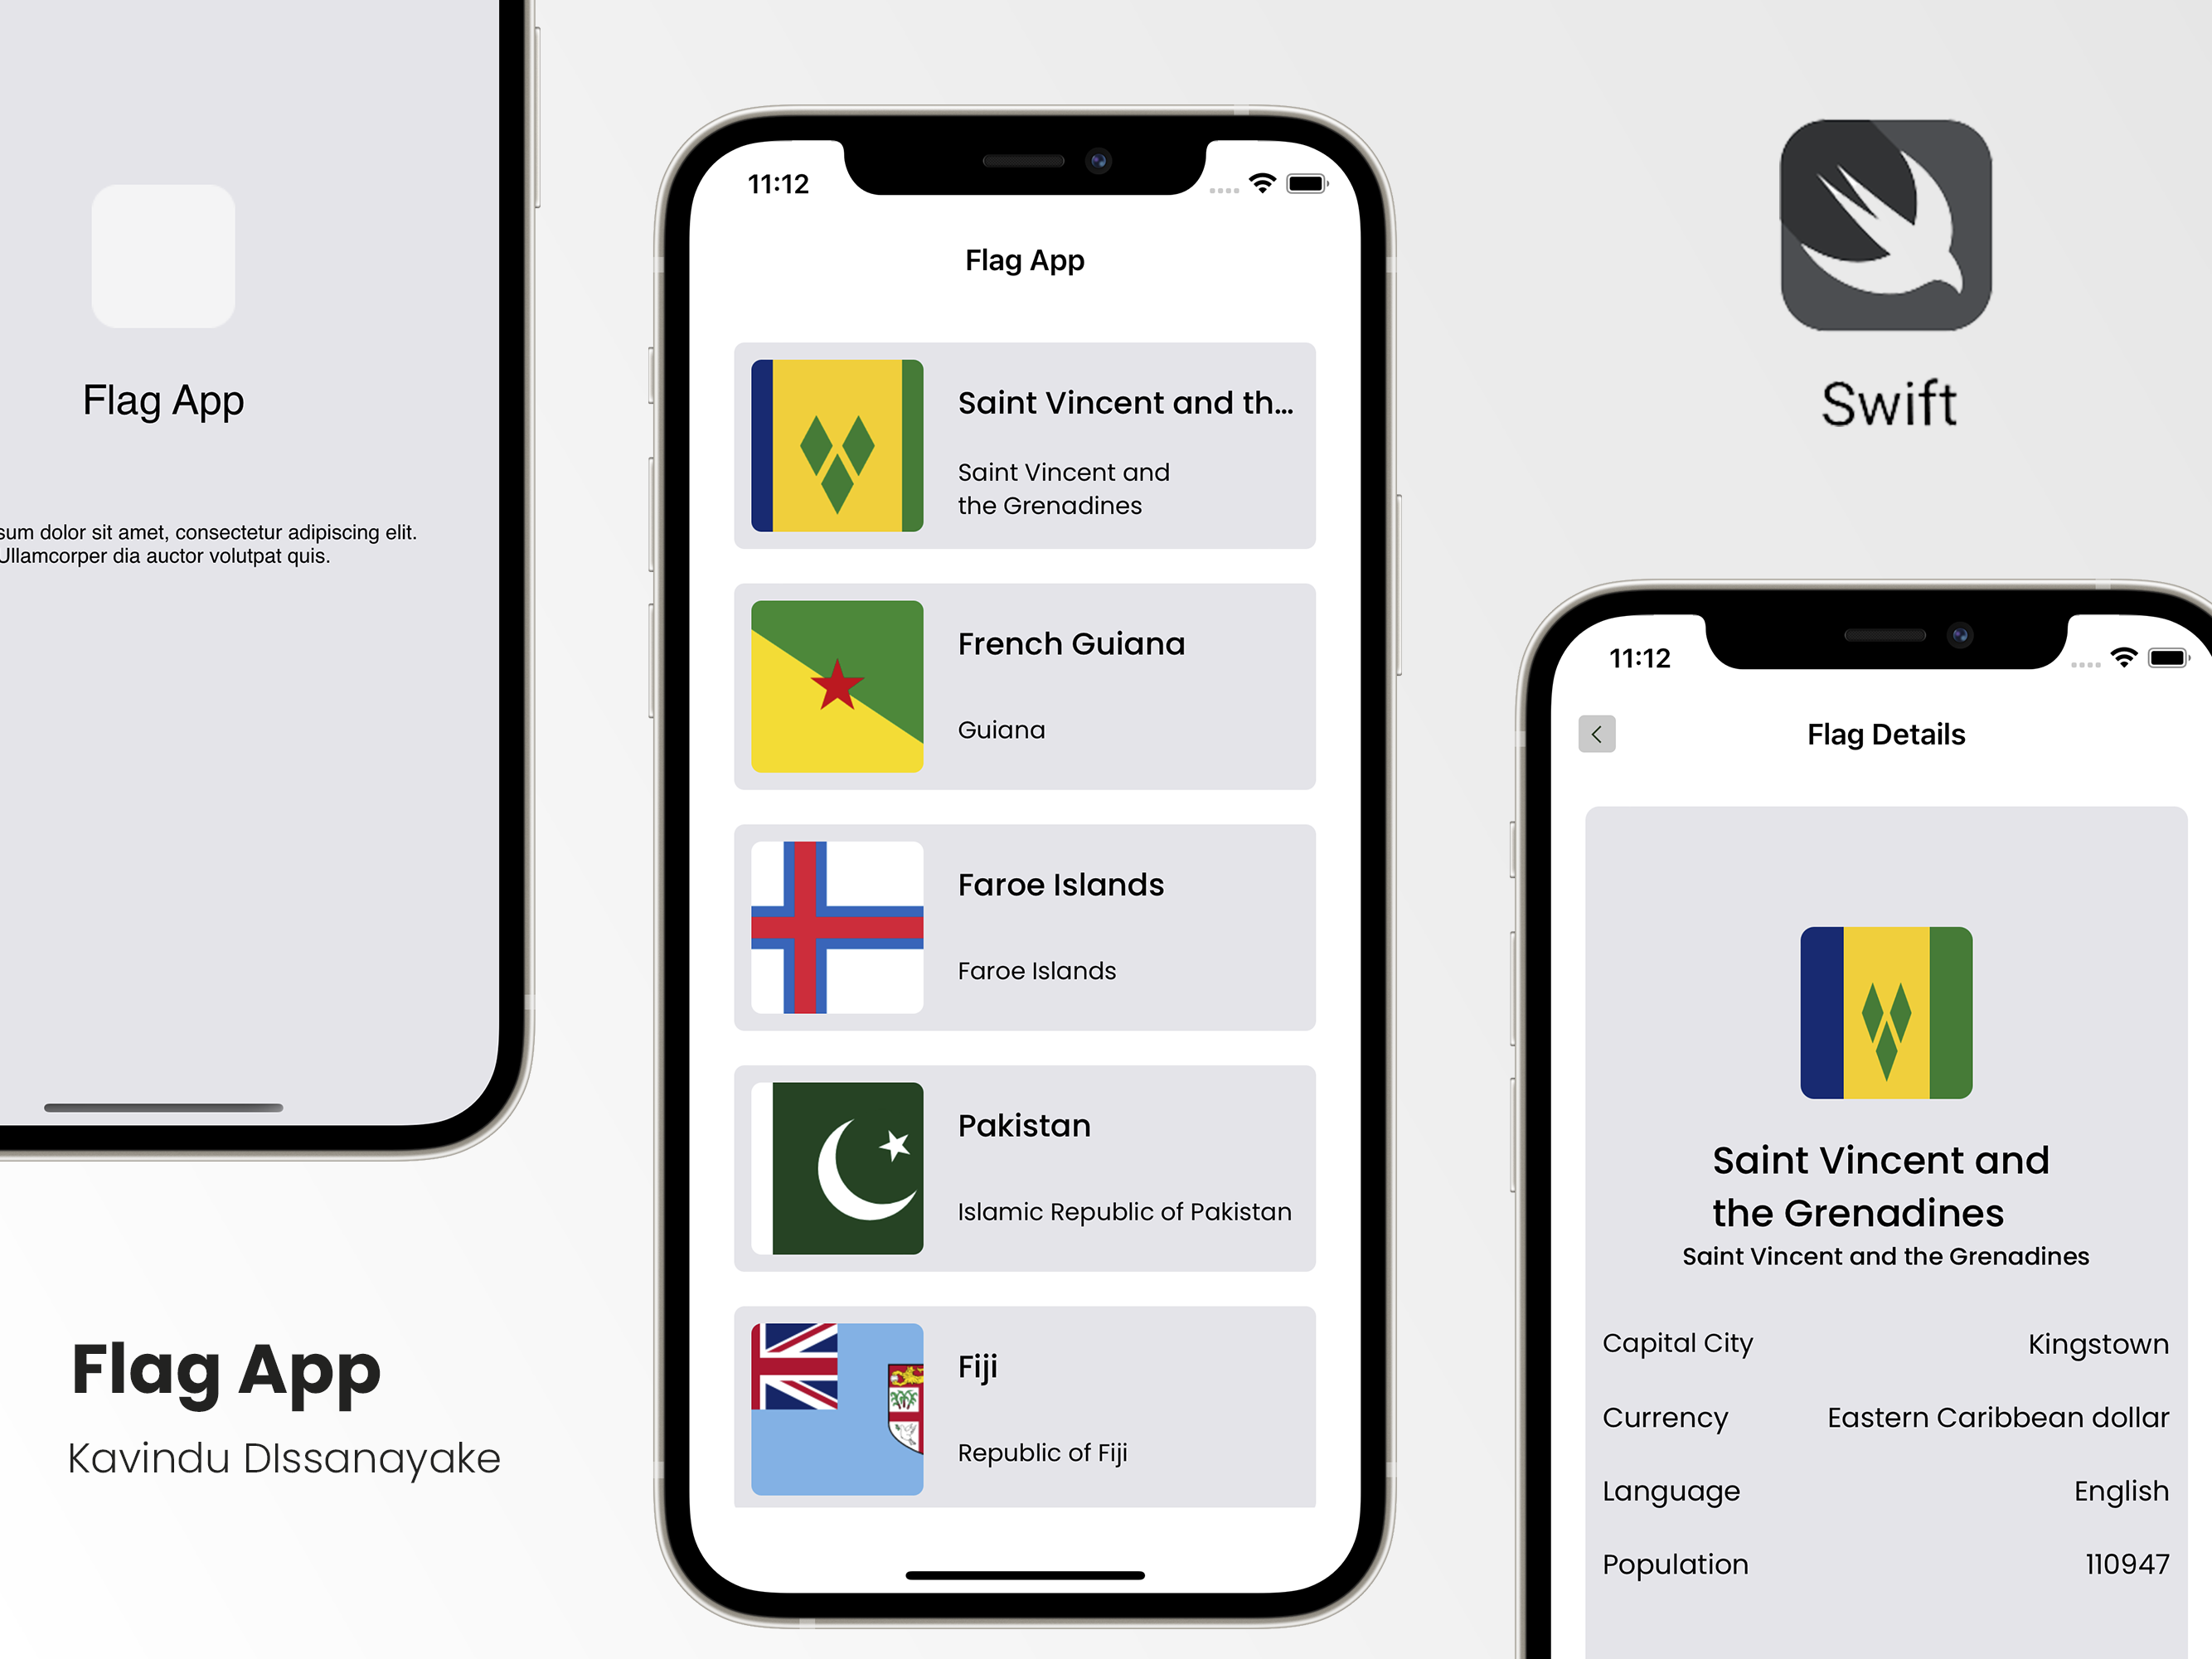 Flag App
sum dolor sit amet, consectetur adipiscing elit.
Ullamcorper dia auctor volutpat quis.
Flag App
Kavindu DIssanayake
11:12
Flag App
Saint Vincent and th...
Saint Vincent and
the Grenadines
French Guiana
Guiana
Faroe Islands
Faroe Islands
Pakistan
Islamic Republic of Pakistan
Fiji
Republic of Fiji
Swift
11:12
Flag Details
Saint Vincent and
the Grenadines
Saint Vincent and the Grenadines
Capital City Kingstown
Currency Eastern Caribbean dollar
Language English
Population 110947